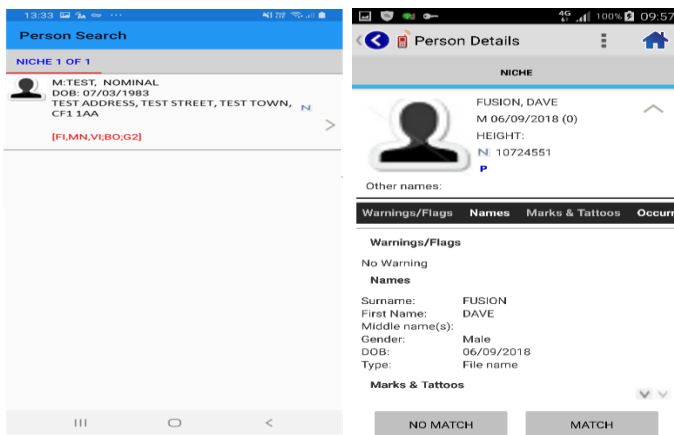 13:33
Person Search
NICHE 1 OF 1
M:TEST, NOMINAL
DOB: 07/03/1983
TEST ADDRESS, TEST STREET, TEST TOWN,
CF1 1AA
N
[FI,MN,VI;BO;G2]
4G 100% 09:57
Person Details
NICHE
FUSION, DAVE
M 06/09/2018 (0)
HEIGHT:
N 10724551
P
Other names:
Warnings/Flags Names Marks & Tattoos Occurr
Warnings/Flags
No Warning
Names
Surname: FUSION
First Name: DAVE
Middle name(s):
Gender: Male
DOB: 06/09/2018
Type: File name
Marks & Tattoos
NO MATCH MATCH